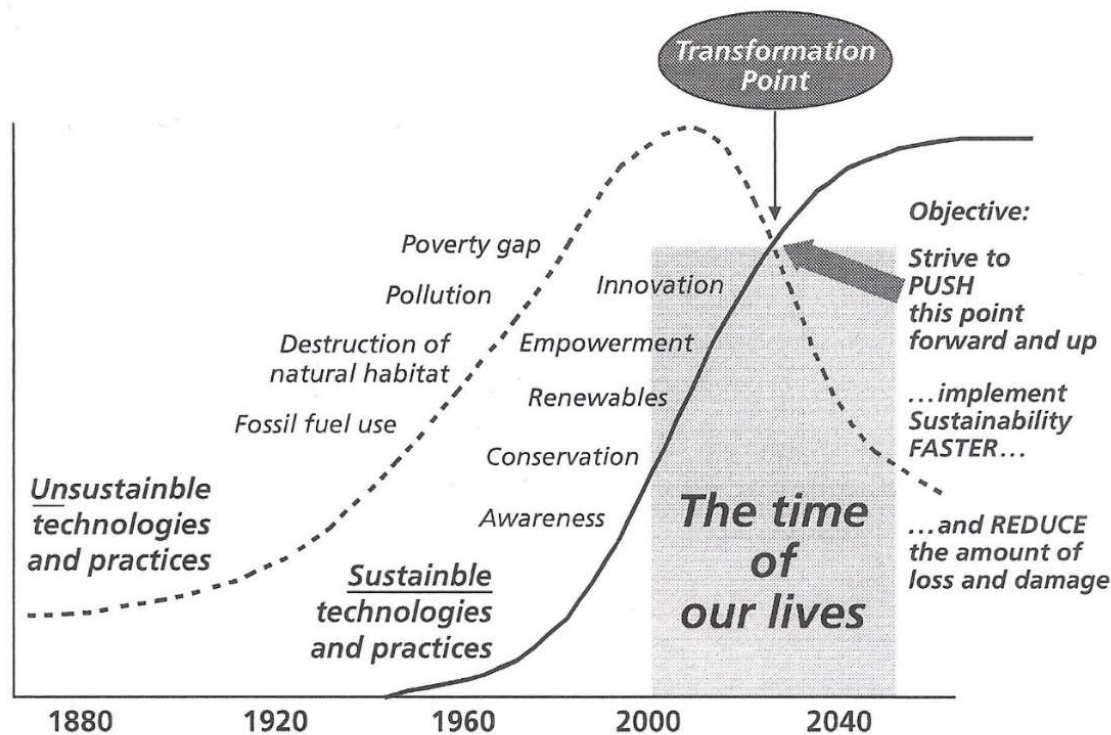 Transformation
Point
Poverty gap
Pollution
Destruction of
natural habitat
Fossil fuel use
Unsustainble
technologies
and practices
Innovation
Empowerment
Renewables
Conservation
Awareness
Sustainble
technologies
and practices
The time
of
our lives
Objective:
Strive to
PUSH
this point
forward and up
...implement
Sustainability
FASTER...
...and REDUCE
the amount of
loss and damage
1880 1920 1960 2000 2040